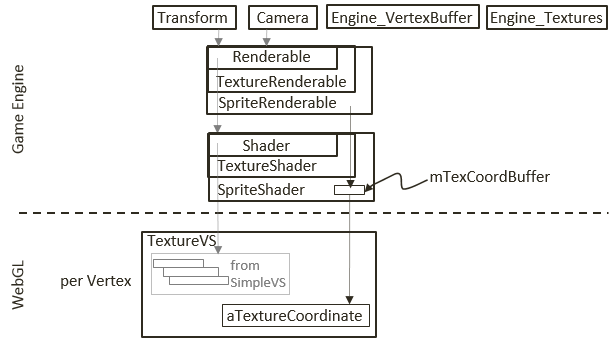 Transform
Camera
Engine_VertexBuffer
Engine_Textures
Game Engine
Renderable
TextureRenderable
SpriteRenderable
Shader
TextureShader
SpriteShader
mTexCoordBuffer
WebGL
per Vertex
TextureVS
from
SimpleVS
aTextureCoordinate